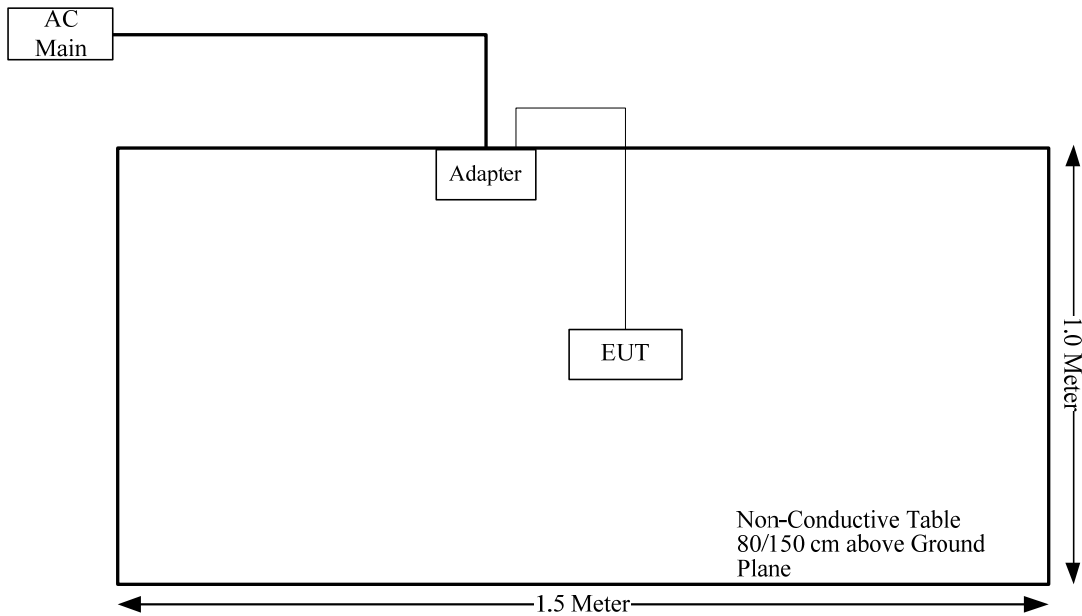 AC
Main
Adapter
EUT
1.0 Meter
Non-Conductive Table
80/150 cm above Ground
Plane
1.5 Meter